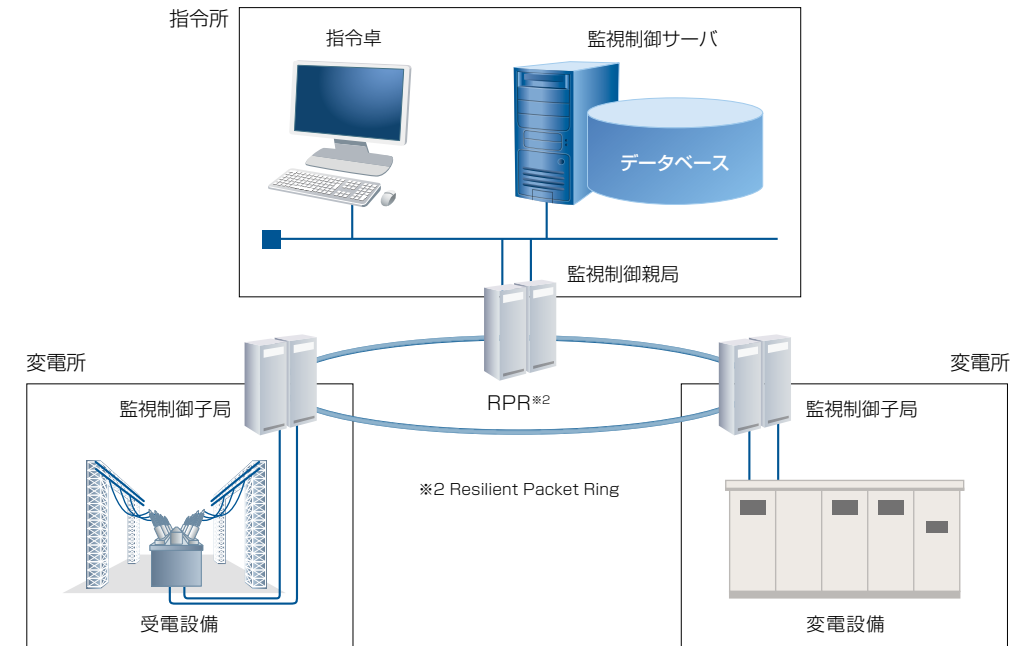 指令所
指令卓
監視制御サーバ
データベース
監視制御親局
変電所
変電所
監視制御子局
RPR※2
監視制御子局
※2 Resilient Packet Ring
受電設備
変電設備